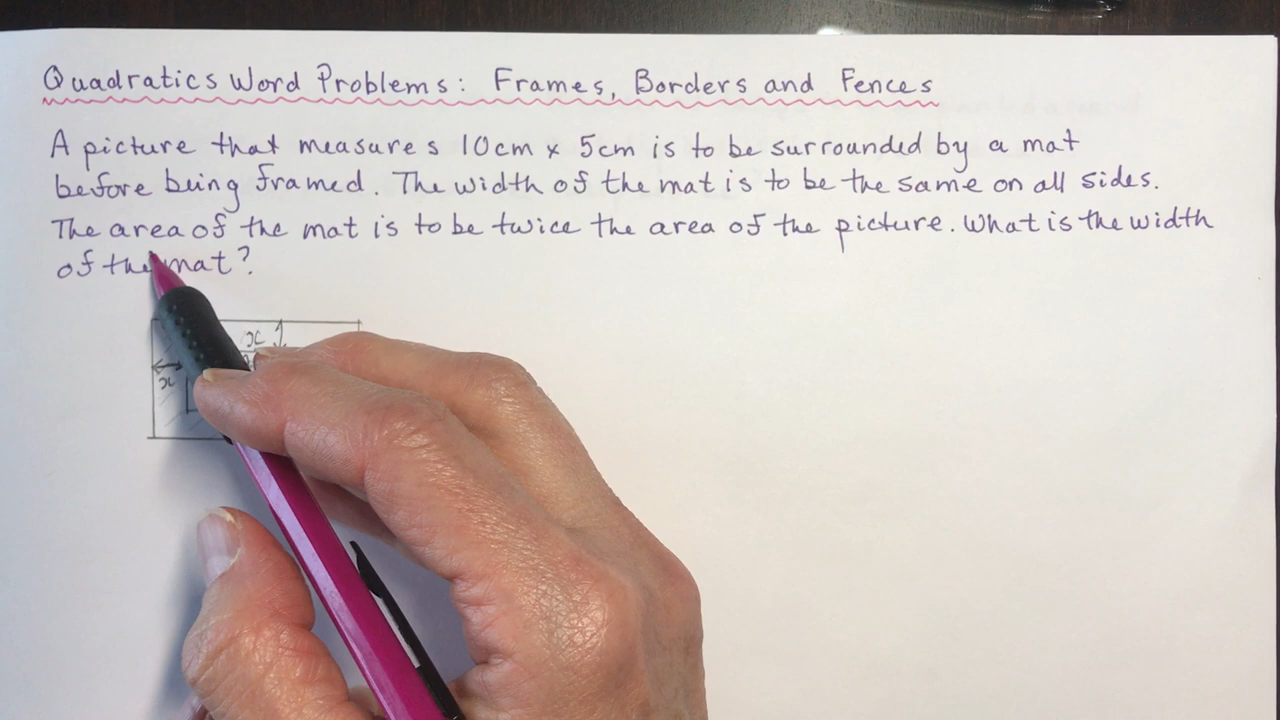 Quadratics Word Problems: Frames, Borders and Fences
A picture that measures 10cm x 5cm is to be surrounded by a mat
before being framed. The width of the mat is to be the same on all sides.
The area of the mat is to be twice the area of the picture. What is the width
of the mat?
x
x